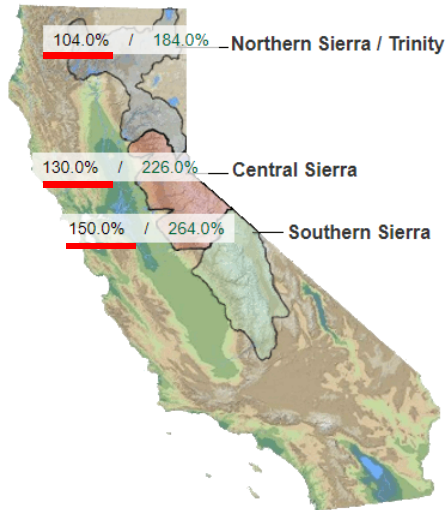 104.0% / 184.0% Northern Sierra / Trinity
130.0% / 226.0% Central Sierra
150.0% / 264.0% Southern Sierra